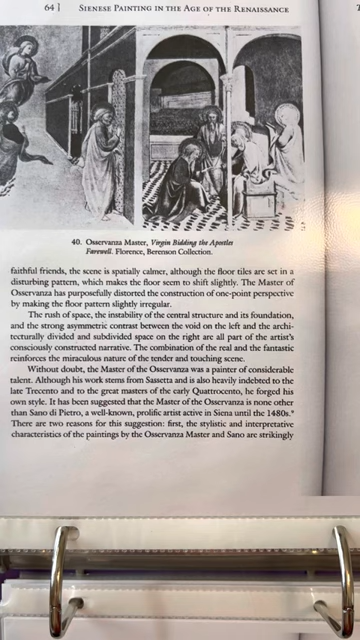 64 ] SIENESE PAINTING IN THE AGE OF THE RENAISSANCE
40. Osservanza Master, Virgin Bidding the Apostles
Farewell. Florence, Berenson Collection.
faithful friends, the scene is spatially calmer, although the floor tiles are set in a
disturbing pattern, which makes the floor seem to shift slightly. The Master of
Osservanza has purposefully distorted the construction of one-point perspective
by making the floor pattern slightly irregular.
The rush of space, the instability of the central structure and its foundation,
and the strong asymmetric contrast between the void on the left and the archi-
tecturally divided and subdivided space on the right are all part of the artist's
consciously constructed narrative. The combination of the real and the fantastic
reinforces the miraculous nature of the tender and touching scene.
Without doubt, the Master of the Osservanza was a painter of considerable
talent. Although his work stems from Sassetta and is also heavily indebted to the
late Trecento and to the great masters of the early Quattrocento, he forged his
own style. It has been suggested that the Master of the Osservanza is none other
than Sano di Pietro, a well-known, prolific artist active in Siena until the 1480s.
There are two reasons for this suggestion: first, the stylistic and interpretative
characteristics of the paintings by the Osservanza Master and Sano are strikingly